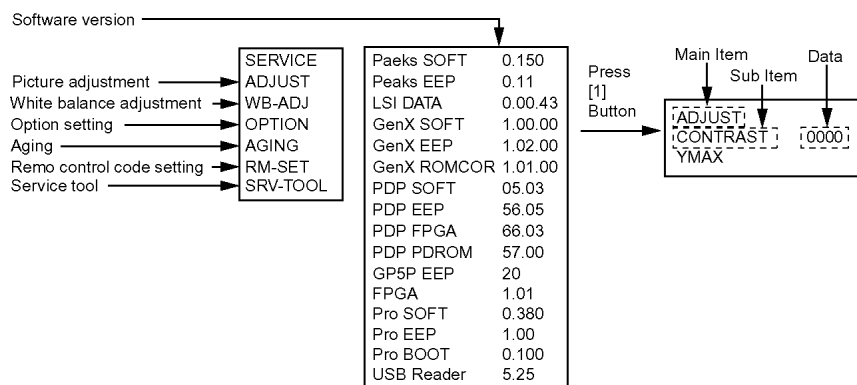 Software version
Picture adjustment
White balance adjustment
Option setting
Aging
Remo control code setting
Service tool
SERVICE
ADJUST
WB-ADJ
OPTION
AGING
RM-SET
SRV-TOOL
Paeks SOFT 0.150
Peaks EEP 0.11
LSI DATA 0.00.43
GenX SOFT 1.00.00
GenX EEP 1.02.00
GenX ROMCOR 1.01.00
PDP SOFT 05.03
PDP EEP 56.05
PDP FPGA 66.03
PDP PDROM 57.00
GP5P EEP 20
FPGA 1.01
Pro SOFT 0.380
Pro EEP 1.00
Pro BOOT 0.100
USB Reader 5.25
Press
[1]
Button
Main Item
Sub Item
Data
ADJUST
CONTRAST 0000
YMAX